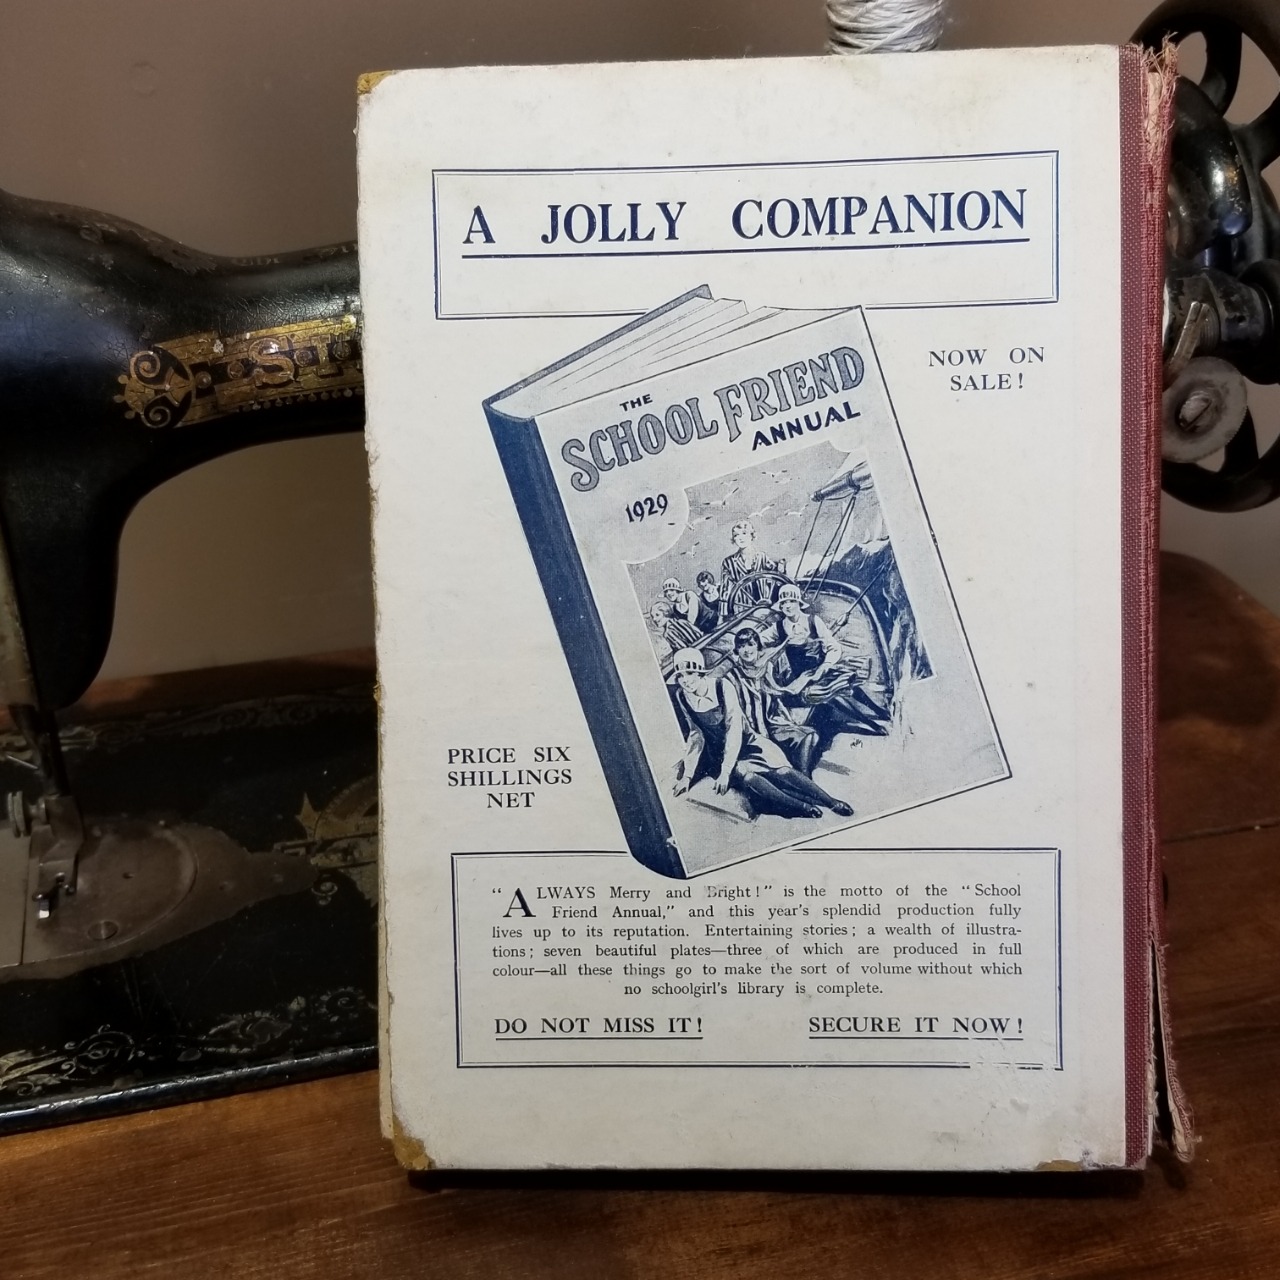 A JOLLY COMPANION
NOW ON
SALE!
THE
SCHOOL FRIEND
ANNUAL
1929
PRICE SIX
SHILLINGS
NET
"ALWAYS Merry and Bright!" is the motto of the "School
Friend Annual," and this year's splendid production fully
lives up to its reputation. Entertaining stories; a wealth of illustra-
tions; seven beautiful plates—three of which are produced in full
colour—all these things go to make the sort of volume without which
no schoolgirl's library is complete.
DO NOT MISS IT! SECURE IT NOW!